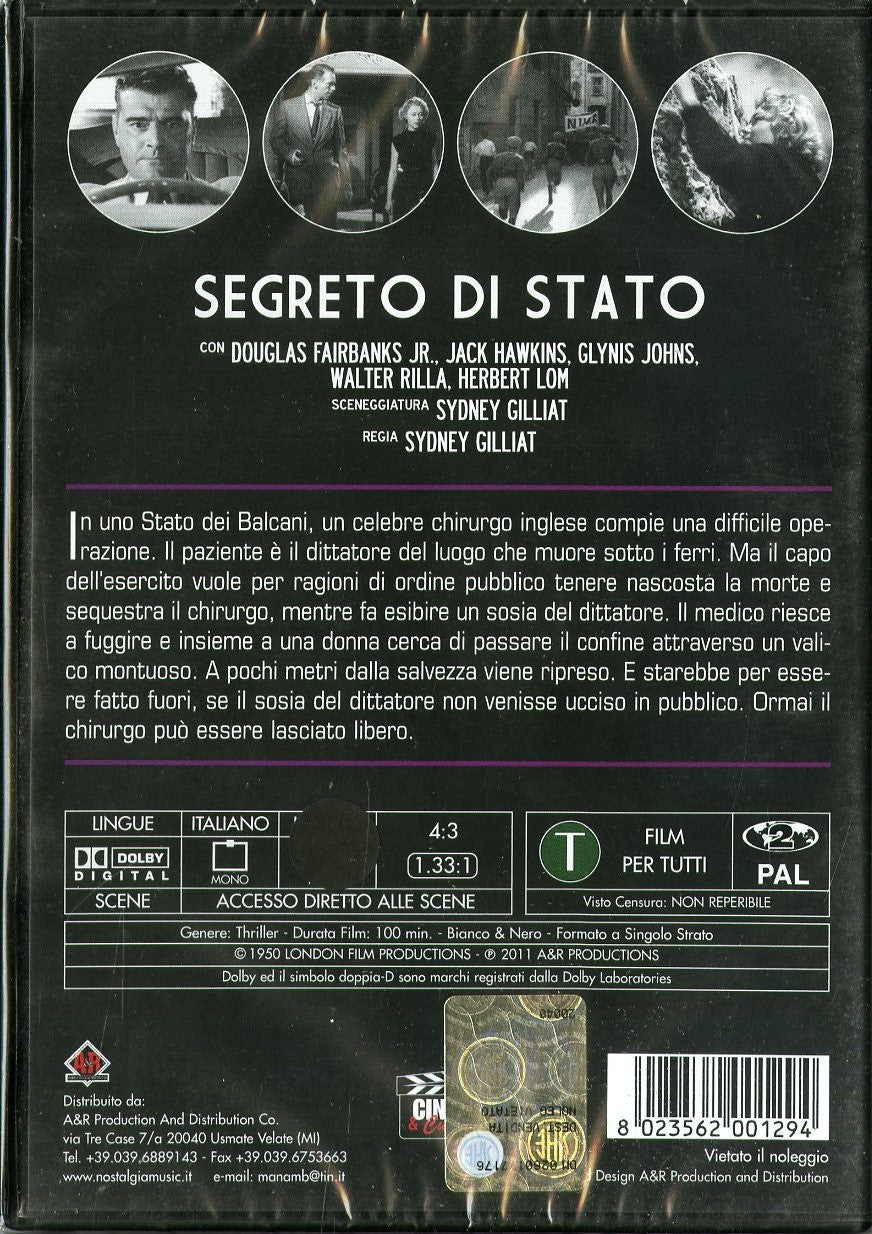 NIMA
SEGRETO DI STATO
CON DOUGLAS FAIRBANKS JR., JACK HAWKINS, GLYNIS JOHNS,
WALTER RILLA, HERBERT LOM
SCENEGGIATURA SYDNEY GILLIAT
REGIA SYDNEY GILLIAT
In uno Stato dei Balcani, un celebre chirurgo inglese compie una difficile ope-
razione. Il paziente è il dittatore del luogo che muore sotto i ferri. Ma il capo
dell'esercito vuole per ragioni di ordine pubblico tenere nascosta la morte e
sequestra il chirurgo, mentre fa esibire un sosia del dittatore. Il medico riesce
a fuggire e insieme a una donna cerca di passare il confine attraverso un vali-
co montuoso. A pochi metri dalla salvezza viene ripreso. E starebbe per esse-
re fatto fuori, se il sosia del dittatore non venisse ucciso in pubblico. Ormai il
chirurgo può essere lasciato libero.
LINGUE ITALIANO
DOLBY
DIGITAL
MONO
4:3
1.33:1
SCENE ACCESSO DIRETTO ALLE SCENE
T FILM
PER TUTTI
2
PAL
Visto Censura: NON REPERIBILE
Genere: Thriller - Durata Film: 100 min. - Bianco & Nero - Formato a Singolo Strato
© 1950 LONDON FILM PRODUCTIONS - ℗ 2011 A&R PRODUCTIONS
Dolby ed il simbolo doppia-D sono marchi registrati dalla Dolby Laboratories
A&R
Distribuito da:
A&R Production And Distribution Co.
via Tre Case 7/a 20040 Usmate Velate (MI)
Tel. +39.039.6889143 - Fax +39.039.6753663
www.nostalgiamusic.it e-mail: manamb@tin.it
CIN
&
20040
NOLEG VIETATO
DEST. VENDITA
SIAE
8 023562 001294
Vietato il noleggio
Design A&R Production and Distribution